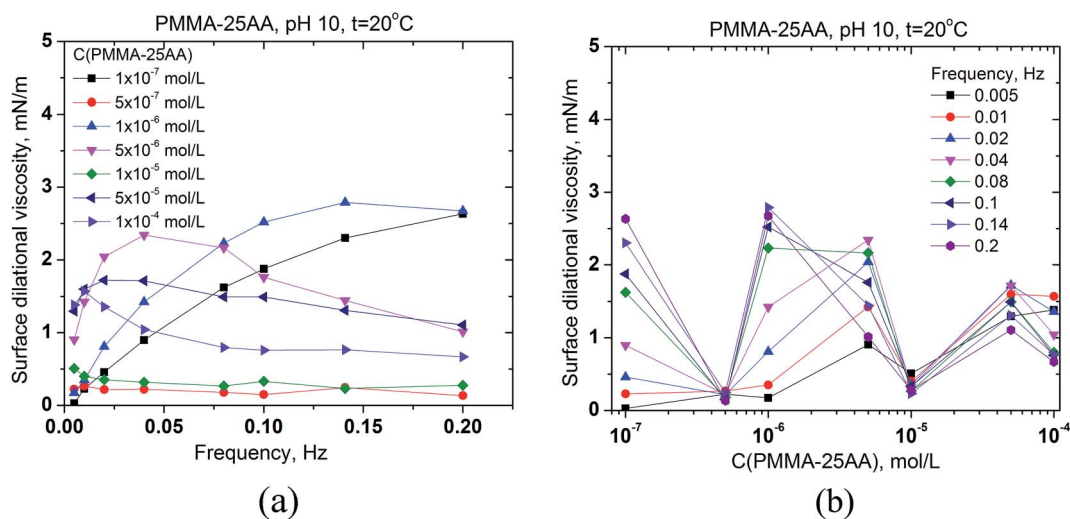 PMMA-25AA, pH 10, t=20°C
(a)
Surface dilational viscosity, mN/m
5
4
3
2
1
0
C(PMMA-25AA)
1x10⁻⁷ mol/L
5x10⁻⁷ mol/L
1x10⁻⁶ mol/L
5x10⁻⁶ mol/L
1x10⁻⁵ mol/L
5x10⁻⁵ mol/L
1x10⁻⁴ mol/L
0.00 0.05 0.10 0.15 0.20
Frequency, Hz
(a)
PMMA-25AA, pH 10, t=20°C
(b)
Surface dilational viscosity, mN/m
5
4
3
2
1
0
Frequency, Hz
0.005
0.01
0.02
0.04
0.08
0.1
0.14
0.2
10⁻⁷ 10⁻⁶ 10⁻⁵ 10⁻⁴
C(PMMA-25AA), mol/L
(b)